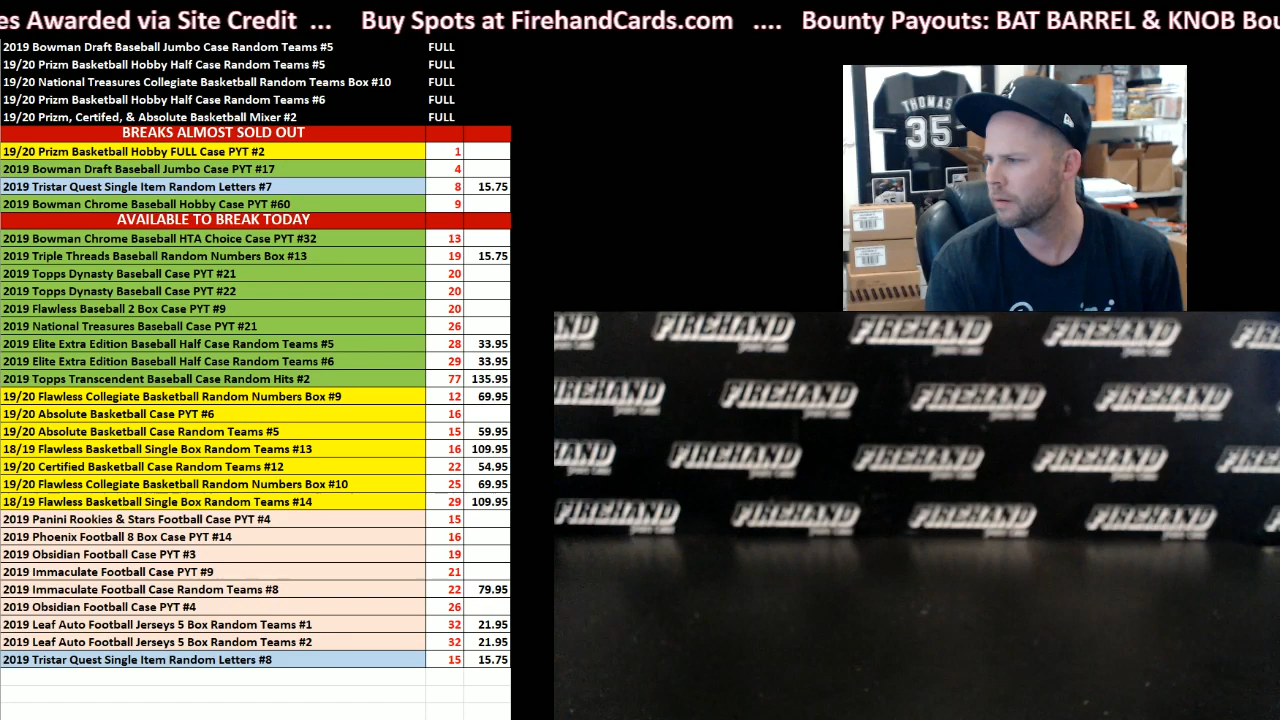 es Awarded via Site Credit ... Buy Spots at FirehandCards.com .... Bounty Payouts: BAT BARREL & KNOB Bou
2019 Bowman Draft Baseball Jumbo Case Random Teams #5 FULL
19/20 Prizm Basketball Hobby Half Case Random Teams #5 FULL
19/20 National Treasures Collegiate Basketball Random Teams Box #10 FULL
19/20 Prizm Basketball Hobby Half Case Random Teams #6 FULL
19/20 Prizm, Certifed, & Absolute Basketball Mixer #2 FULL
BREAKS ALMOST SOLD OUT
19/20 Prizm Basketball Hobby FULL Case PYT #2 1
2019 Bowman Draft Baseball Jumbo Case PYT #17 4
2019 Tristar Quest Single Item Random Letters #7 8 15.75
2019 Bowman Chrome Baseball Hobby Case PYT #60 9
AVAILABLE TO BREAK TODAY
2019 Bowman Chrome Baseball HTA Choice Case PYT #32 13
2019 Triple Threads Baseball Random Numbers Box #13 19 15.75
2019 Topps Dynasty Baseball Case PYT #21 20
2019 Topps Dynasty Baseball Case PYT #22 20
2019 Flawless Baseball 2 Box Case PYT #9 20
2019 National Treasures Baseball Case PYT #21 26
2019 Elite Extra Edition Baseball Half Case Random Teams #5 28 33.95
2019 Elite Extra Edition Baseball Half Case Random Teams #6 29 33.95
2019 Topps Transcendent Baseball Case Random Hits #2 77 135.95
19/20 Flawless Collegiate Basketball Random Numbers Box #9 12 69.95
19/20 Absolute Basketball Case PYT #6 16
19/20 Absolute Basketball Case Random Teams #5 15 59.95
18/19 Flawless Basketball Single Box Random Teams #13 16 109.95
19/20 Certified Basketball Case Random Teams #12 22 54.95
19/20 Flawless Collegiate Basketball Random Numbers Box #10 25 69.95
18/19 Flawless Basketball Single Box Random Teams #14 29 109.95
2019 Panini Rookies & Stars Football Case PYT #4 15
2019 Phoenix Football 8 Box Case PYT #14 16
2019 Obsidian Football Case PYT #3 19
2019 Immaculate Football Case PYT #9 21
2019 Immaculate Football Case Random Teams #8 22 79.95
2019 Obsidian Football Case PYT #4 26
2019 Leaf Auto Football Jerseys 5 Box Random Teams #1 32 21.95
2019 Leaf Auto Football Jerseys 5 Box Random Teams #2 32 21.95
2019 Tristar Quest Single Item Random Letters #8 15 15.75
THOMAS
35
AND FIREHAND FIREHAND FIREHAND FIREH
FIREHAND FIREHAND FIREHAND FIREHAND
HAND FIREHAND FIREHAND FIREHAND FIREH
FIREHAND FIREHAND FIREHAND FIREHAND